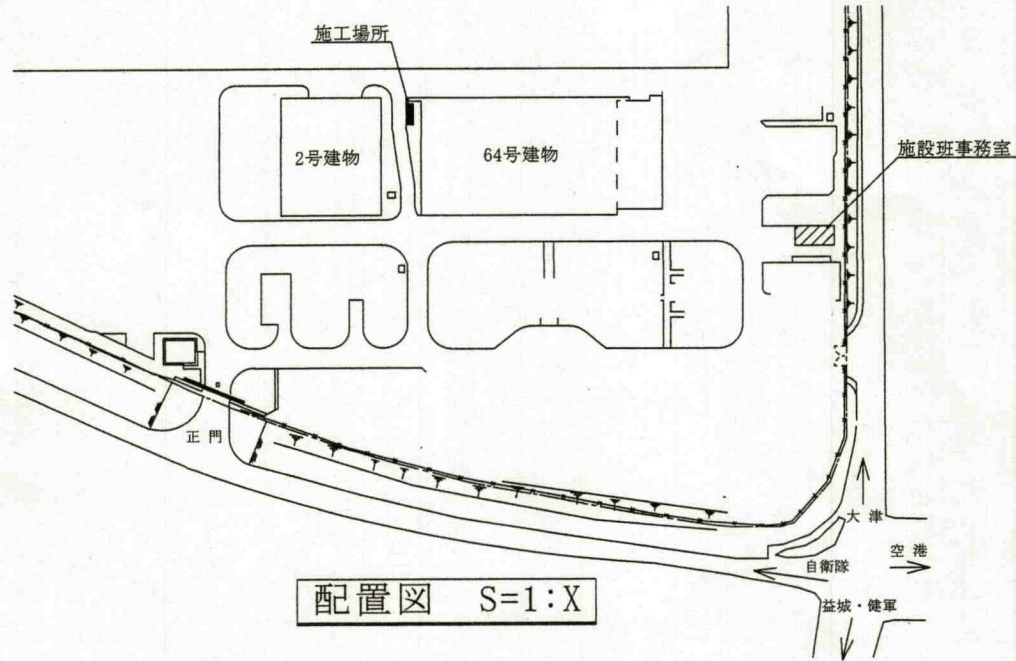 施工場所
2号建物
64号建物
施設班事務室
正門
大津
空港
自衛隊
益城・健軍
配置図 S=1:X